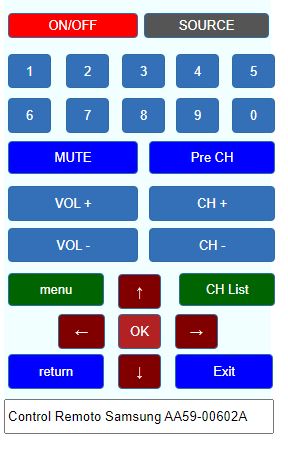 ON/OFF SOURCE
1 2 3 4 5
6 7 8 9 0
MUTE Pre CH
VOL + CH +
VOL - CH -
menu ↑ CH List
← OK →
return ↓ Exit
Control Remoto Samsung AA59-00602A